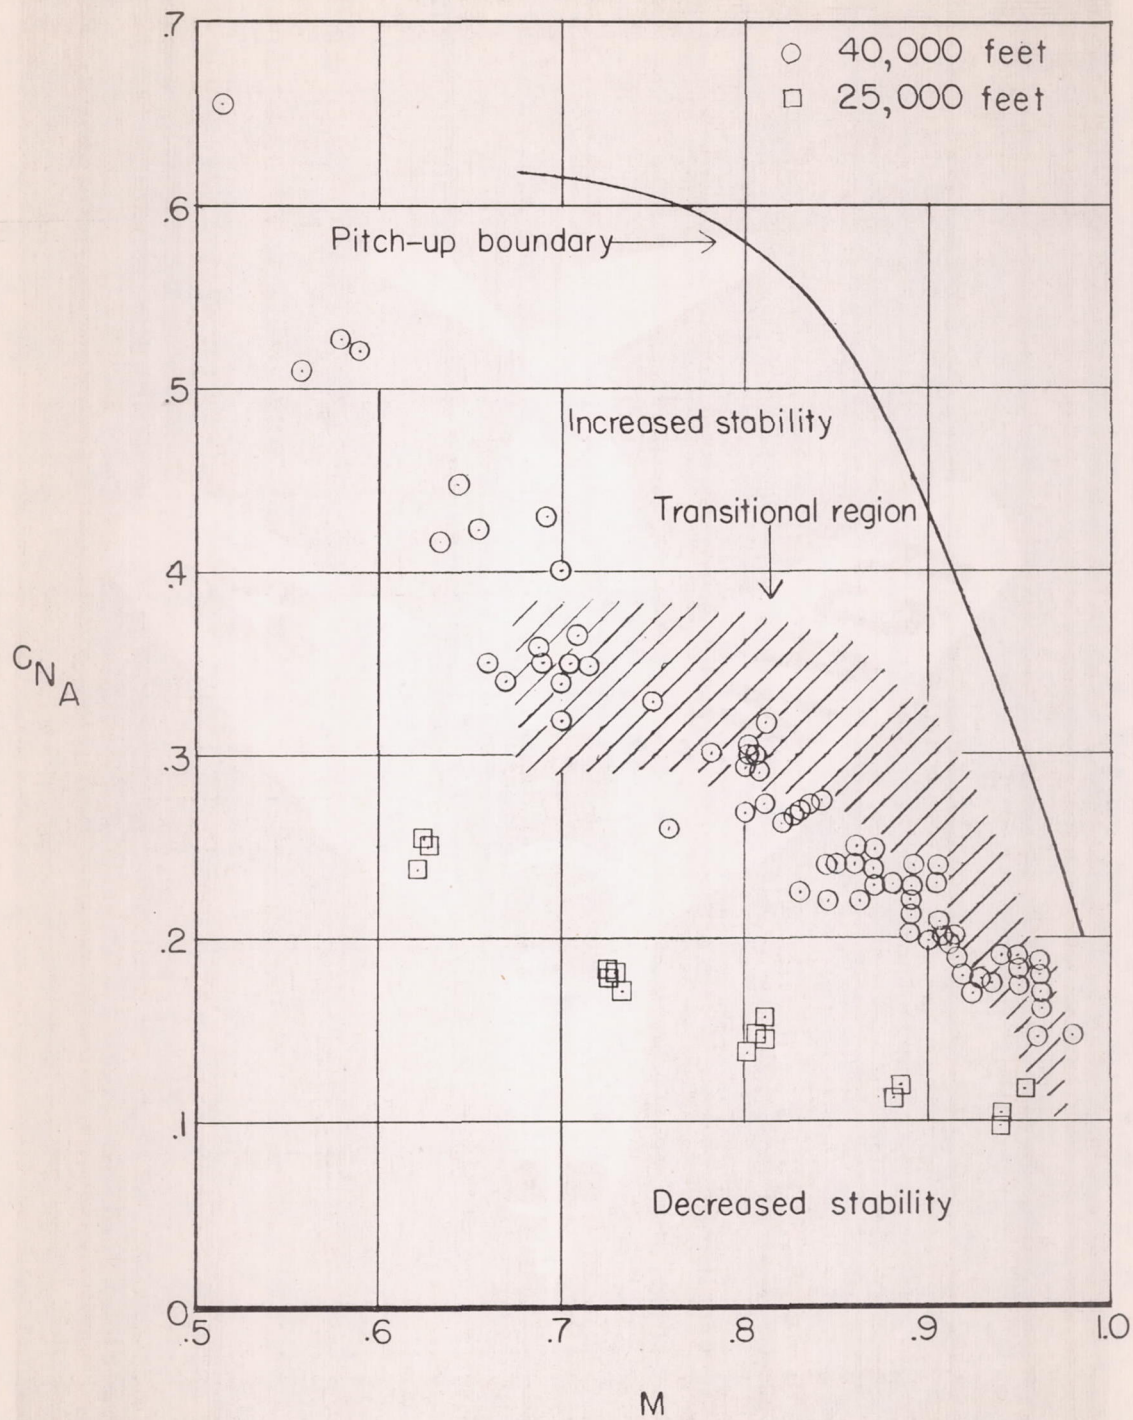 .7
40,000 feet
25,000 feet
.6
Pitch-up boundary
.5
Increased stability
Transitional region
.4
CNA
.3
.2
.1
Decreased stability
0
.5 .6 .7 .8 .9 1.0
M